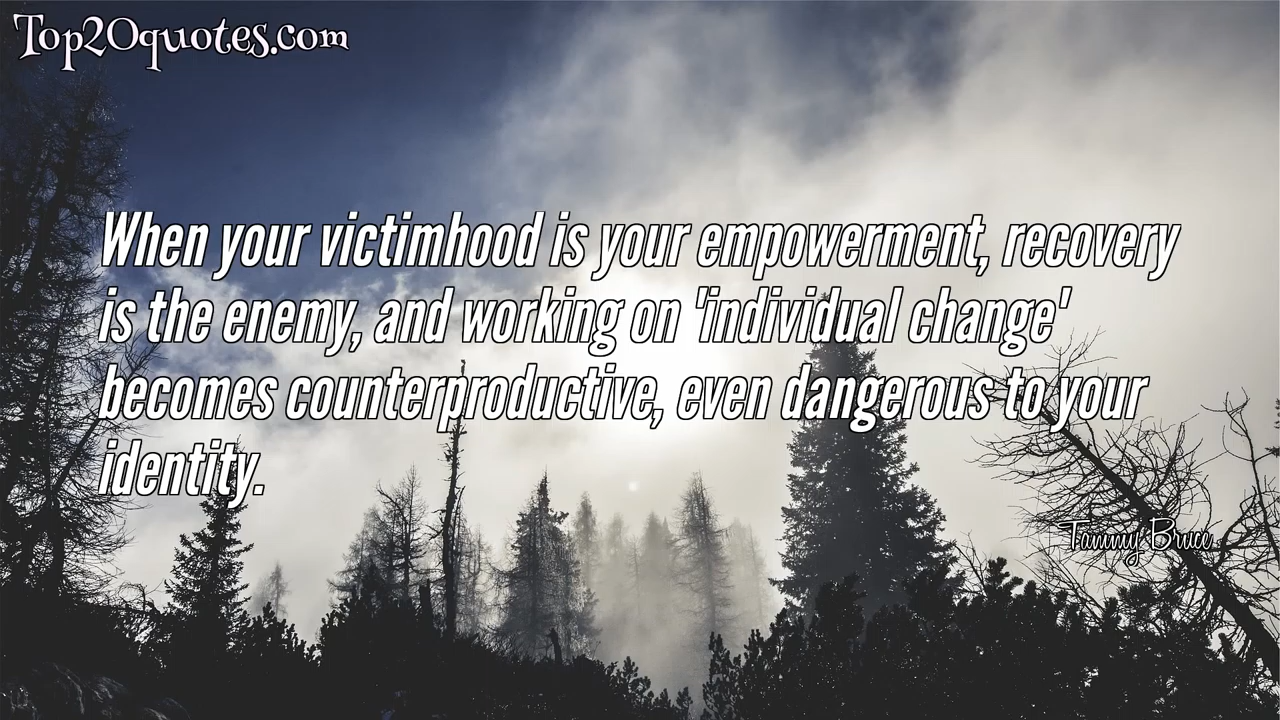 Top20quotes.com
When your victimhood is your empowerment, recovery
is the enemy, and working on 'individual change'
becomes counterproductive, even dangerous to your
identity.
Tammy Bruce